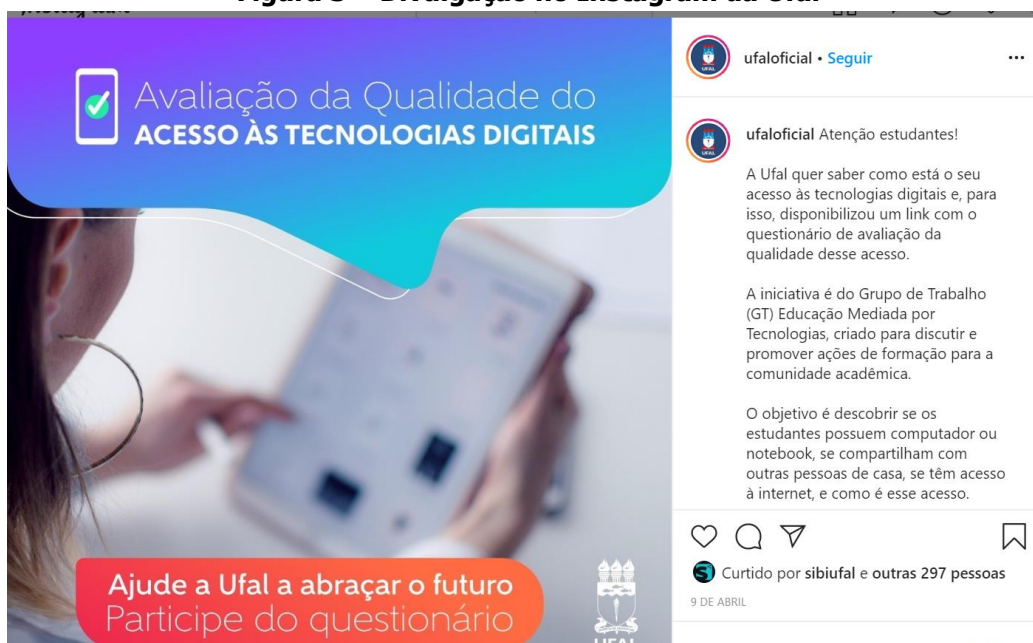 Avaliação da Qualidade do
ACESSO ÀS TECNOLOGIAS DIGITAIS
Ajude a Ufal a abraçar o futuro
Participe do questionário
UFAL
ufaloficial • Seguir
ufaloficial Atenção estudantes!
A Ufal quer saber como está o seu
acesso às tecnologias digitais e, para
isso, disponibilizou um link com o
questionário de avaliação da
qualidade desse acesso.
A iniciativa é do Grupo de Trabalho
(GT) Educação Mediada por
Tecnologias, criado para discutir e
promover ações de formação para a
comunidade acadêmica.
O objetivo é descobrir se os
estudantes possuem computador ou
notebook, se compartilham com
outras pessoas de casa, se têm acesso
à internet, e como é esse acesso.
Curtido por sibiufal e outras 297 pessoas
9 DE ABRIL